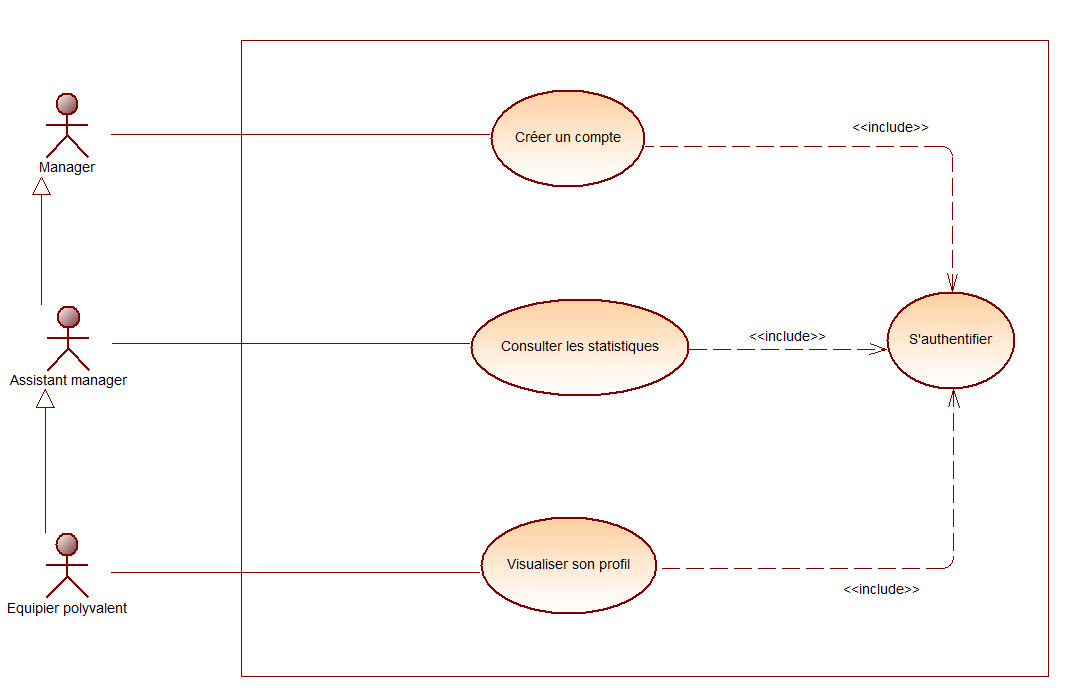 <<include>>
Créer un compte
Manager
<<include>>
S'authentifier
Consulter les statistiques
Assistant manager
Visualiser son profil
<<include>>
Equipier polyvalent